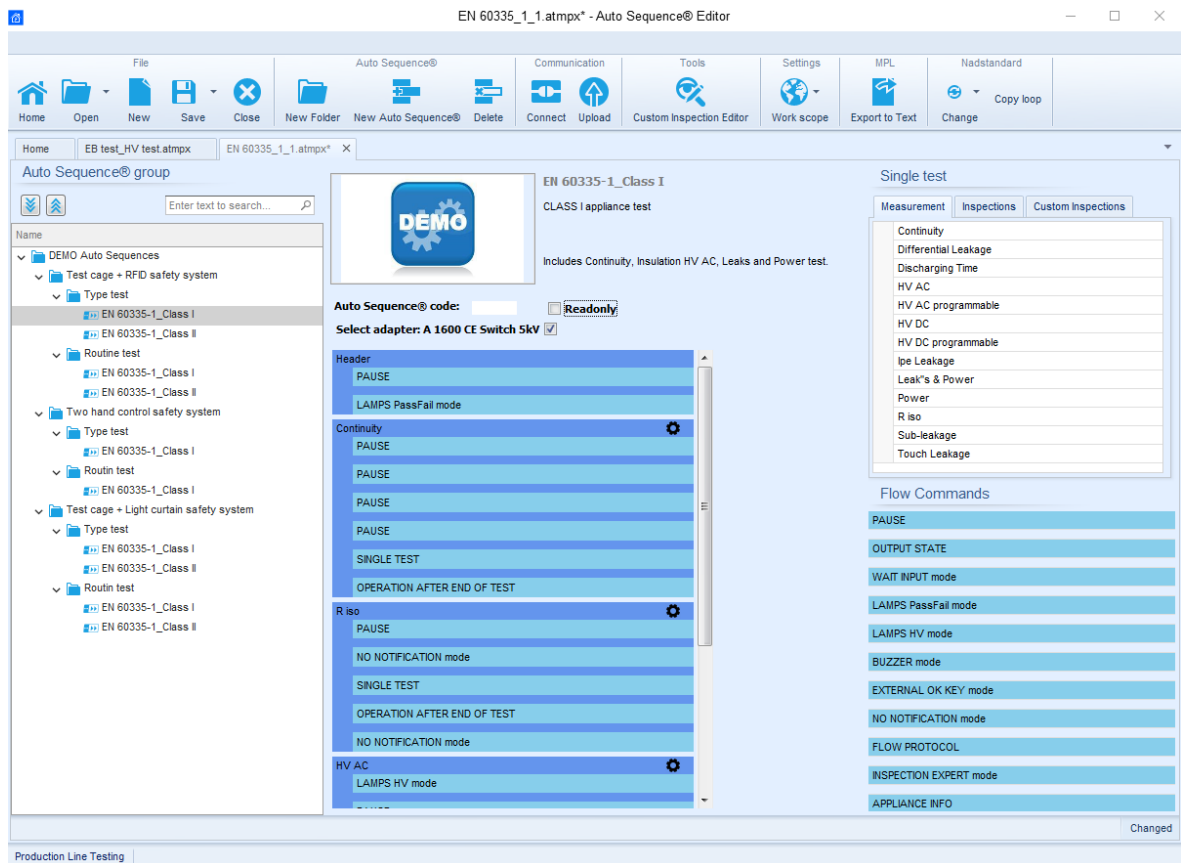 EN 60335_1_1.atmpx* - Auto Sequence® Editor
File
Auto Sequence®
Communication
Tools
Settings
MPL
Nadstandard
Home
Open
New
Save
Close
New Folder
New Auto Sequence®
Delete
Connect
Upload
Custom Inspection Editor
Work scope
Export to Text
Change
Copy loop
Home
EB test_HV test.atmpx
EN 60335_1_1.atmpx*
Auto Sequence® group
Enter text to search...
Name
DEMO Auto Sequences
Test cage + RFID safety system
Type test
EN 60335-1_Class I
EN 60335-1_Class II
Routine test
EN 60335-1_Class I
EN 60335-1_Class II
Two hand control safety system
Type test
EN 60335-1_Class I
Routin test
EN 60335-1_Class I
Test cage + Light curtain safety system
Type test
EN 60335-1_Class I
EN 60335-1_Class II
Routin test
EN 60335-1_Class I
EN 60335-1_Class II
DEMO
EN 60335-1_Class I
CLASS I appliance test
Includes Continuity, Insulation HV AC, Leaks and Power test.
Auto Sequence® code:
Readonly
Select adapter: A 1600 CE Switch 5kV
Header
PAUSE
LAMPS PassFail mode
Continuity
PAUSE
PAUSE
PAUSE
PAUSE
SINGLE TEST
OPERATION AFTER END OF TEST
R iso
PAUSE
NO NOTIFICATION mode
SINGLE TEST
OPERATION AFTER END OF TEST
NO NOTIFICATION mode
HV AC
LAMPS HV mode
Single test
Measurement
Inspections
Custom Inspections
Continuity
Differential Leakage
Discharging Time
HV AC
HV AC programmable
HV DC
HV DC programmable
Ipe Leakage
Leak"s & Power
Power
R iso
Sub-leakage
Touch Leakage
Flow Commands
PAUSE
OUTPUT STATE
WAIT INPUT mode
LAMPS PassFail mode
LAMPS HV mode
BUZZER mode
EXTERNAL OK KEY mode
NO NOTIFICATION mode
FLOW PROTOCOL
INSPECTION EXPERT mode
APPLIANCE INFO
Changed
Production Line Testing